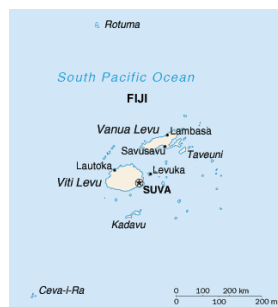 Rotuma
South Pacific Ocean
FIJI
Vanua Levu
Lambasa
Savusavu
Taveuni
Lautoka
Levuka
Viti Levu
SUVA
Kadavu
Ceva-i-Ra
0 100 200 km
0 100 200 m